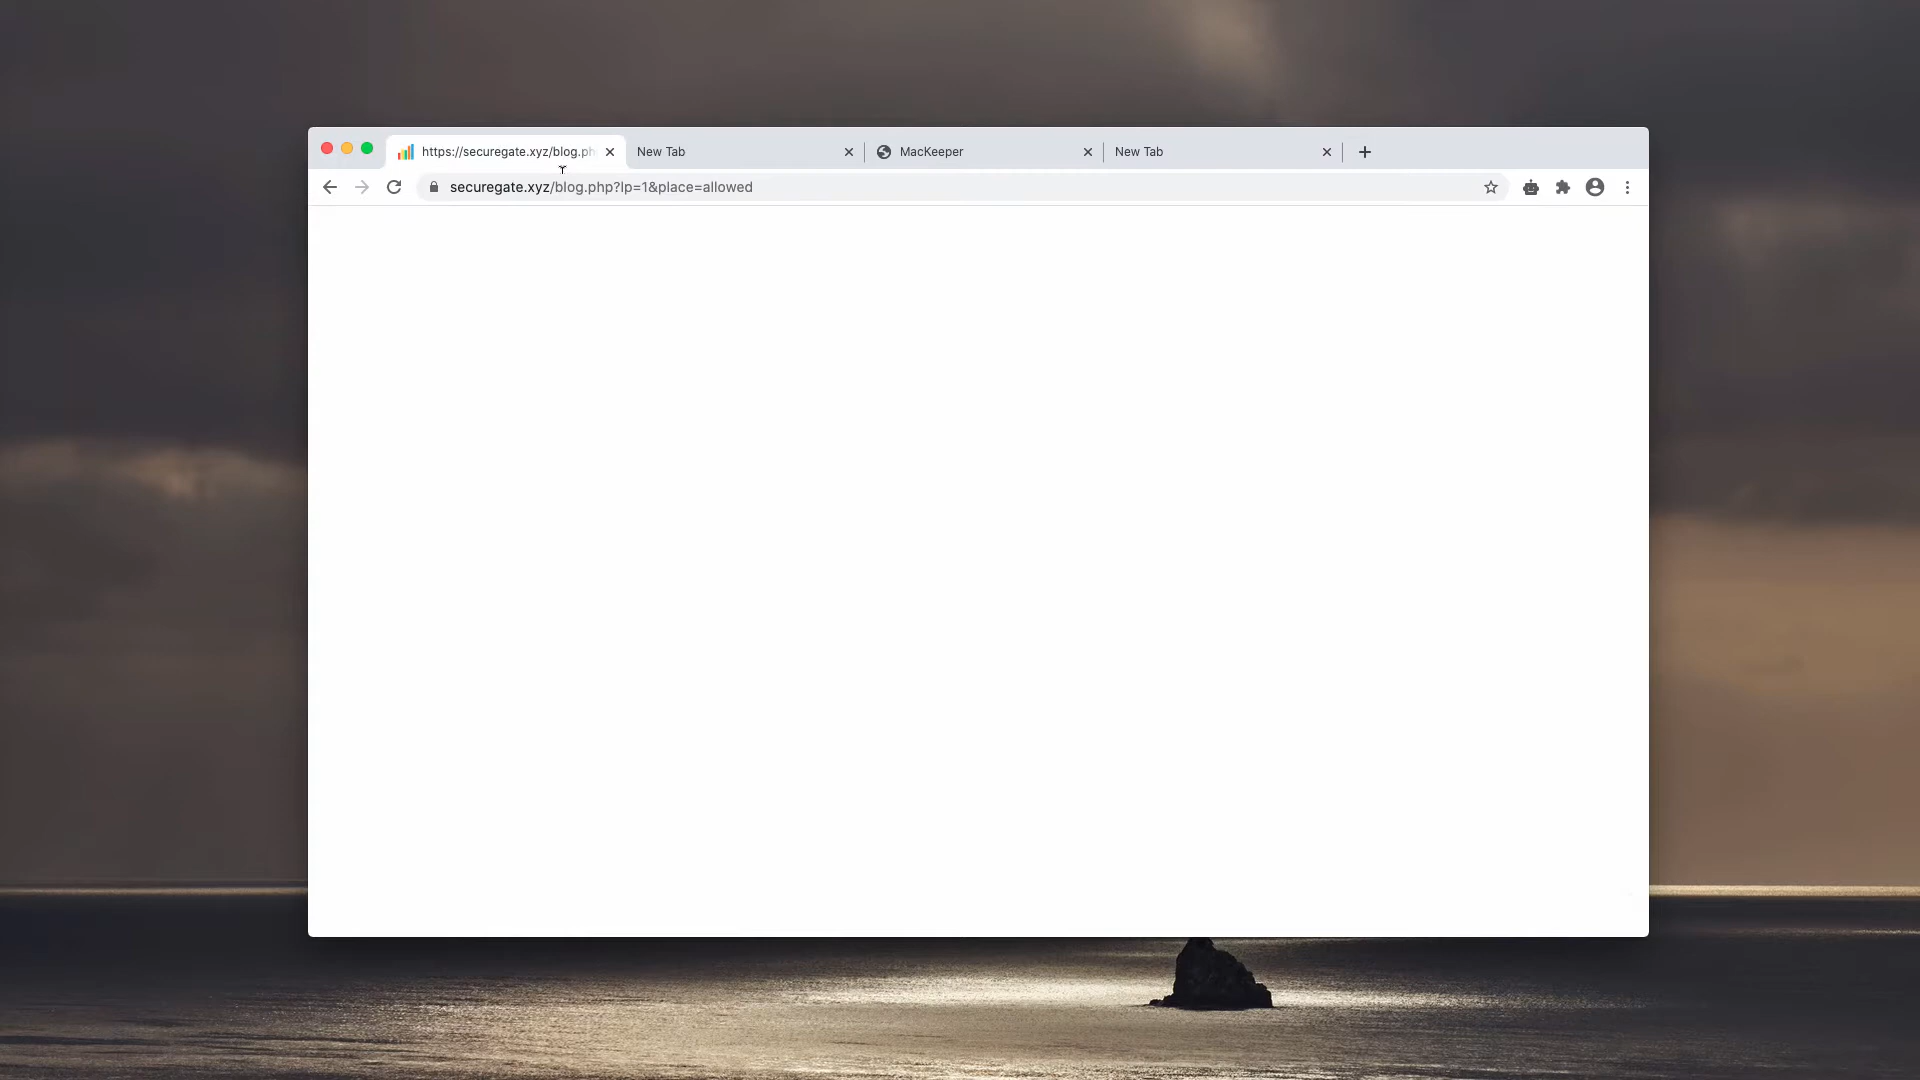 https://securegate.xyz/blog.ph
New Tab
MacKeeper
New Tab
securegate.xyz/blog.php?lp=1&place=allowed